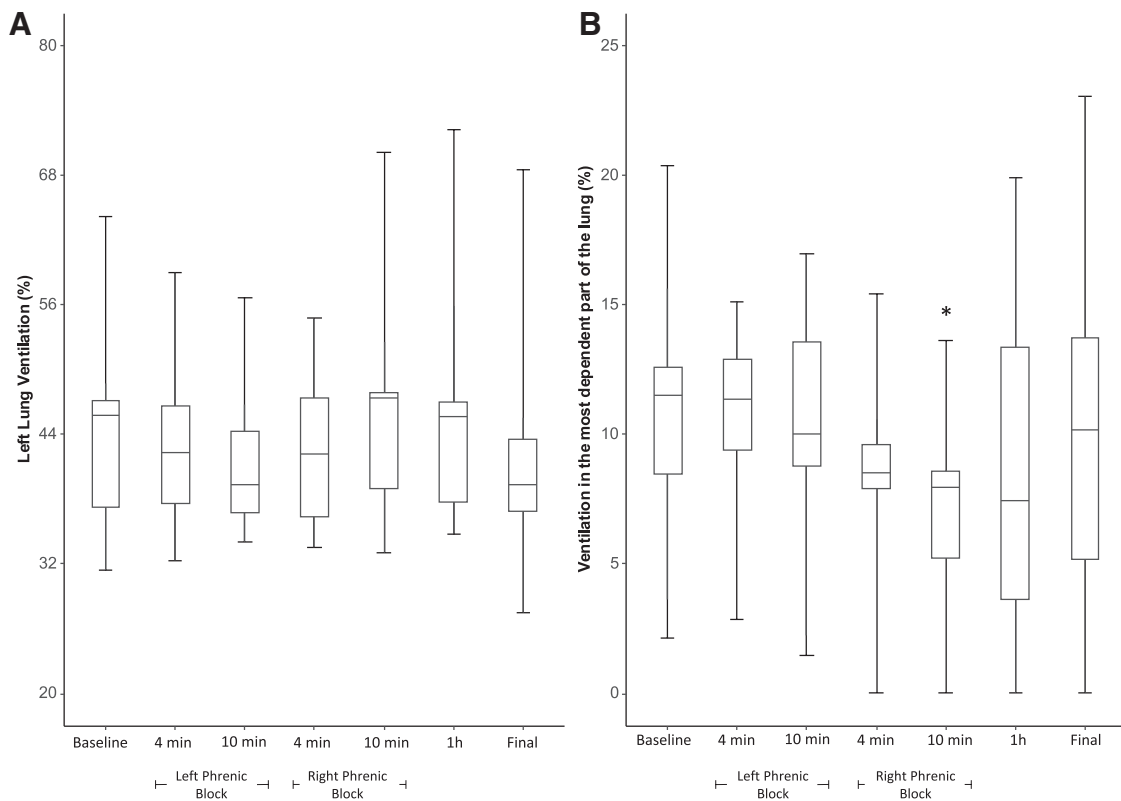 A
Left Lung Ventilation (%)
80
68
56
44
32
20
Baseline 4 min 10 min 4 min 10 min 1h Final
Left Phrenic Block
Right Phrenic Block
B
Ventilation in the most dependent part of the lung (%)
25
20
15
10
5
0
*
Baseline 4 min 10 min 4 min 10 min 1h Final
Left Phrenic Block
Right Phrenic Block